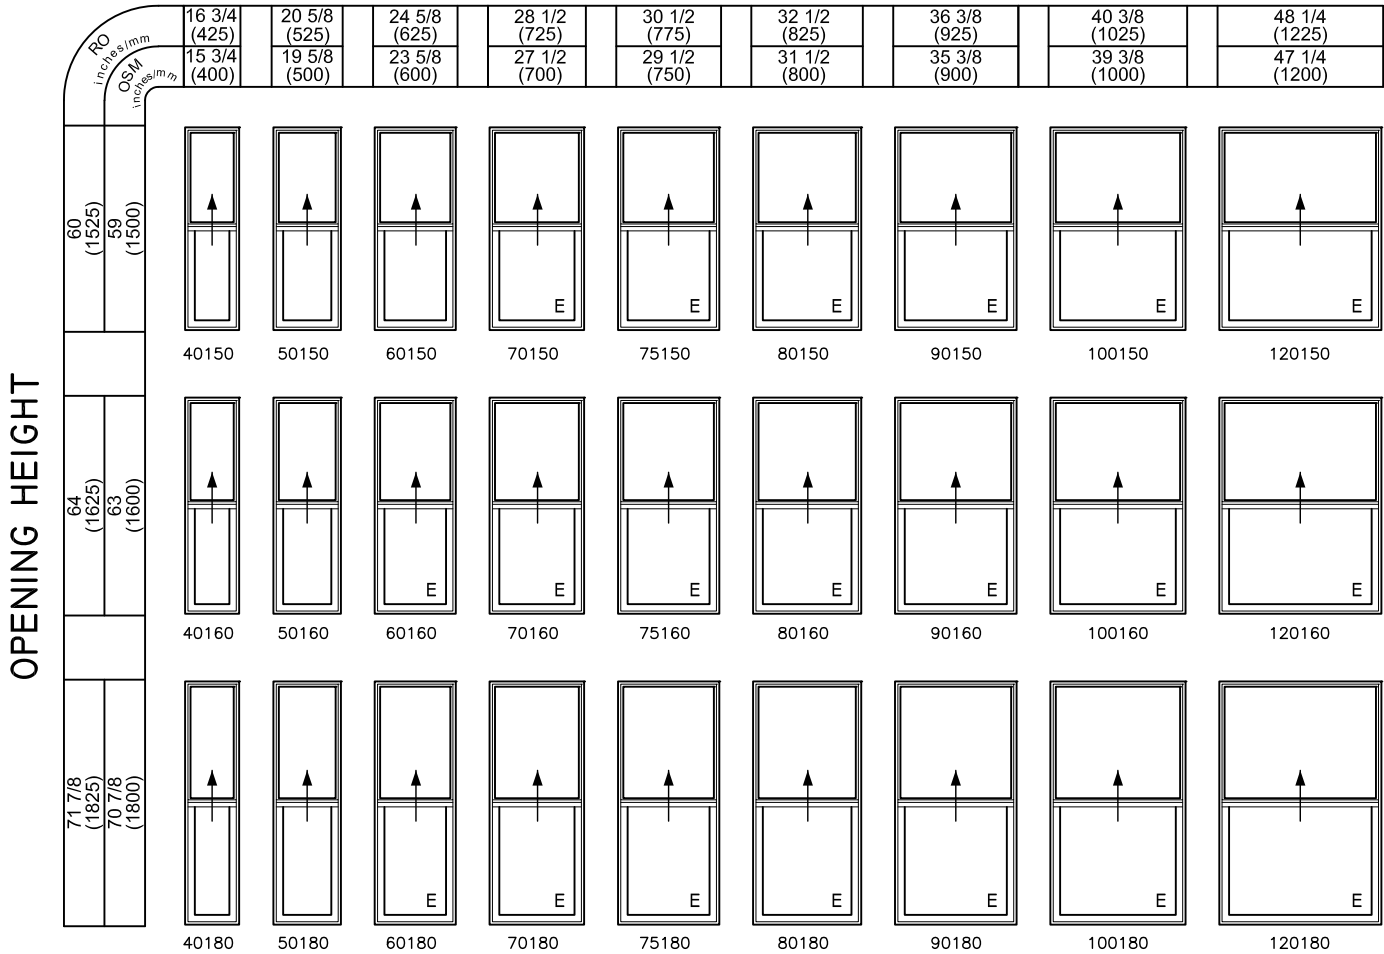 RO
inches/mm
OSM
inches/mm
16 3/4 20 5/8 24 5/8 28 1/2 30 1/2 32 1/2 36 3/8 40 3/8 48 1/4
(425) (525) (625) (725) (775) (825) (925) (1025) (1225)
15 3/4 19 5/8 23 5/8 27 1/2 29 1/2 31 1/2 35 3/8 39 3/8 47 1/4
(400) (500) (600) (700) (750) (800) (900) (1000) (1200)
OPENING HEIGHT
60
(1525)
59
(1500)
E E E E E E
40150 50150 60150 70150 75150 80150 90150 100150 120150
64
(1625)
63
(1600)
E E E E E E E
40160 50160 60160 70160 75160 80160 90160 100160 120160
71 7/8
(1825)
70 7/8
(1800)
E E E E E E E
40180 50180 60180 70180 75180 80180 90180 100180 120180